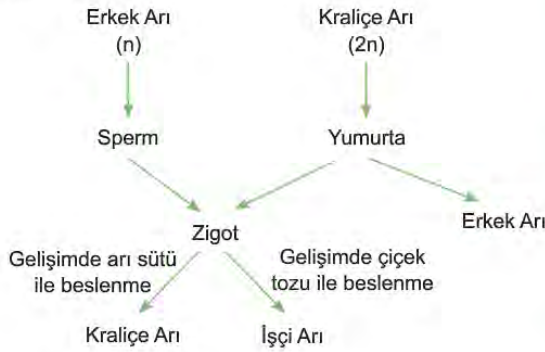 Erkek Arı
(n)
Kraliçe Arı
(2n)
Sperm
Yumurta
Zigot
Erkek Arı
Gelişimde arı sütü
ile beslenme
Gelişimde çiçek
tozu ile beslenme
Kraliçe Arı
İşçi Arı